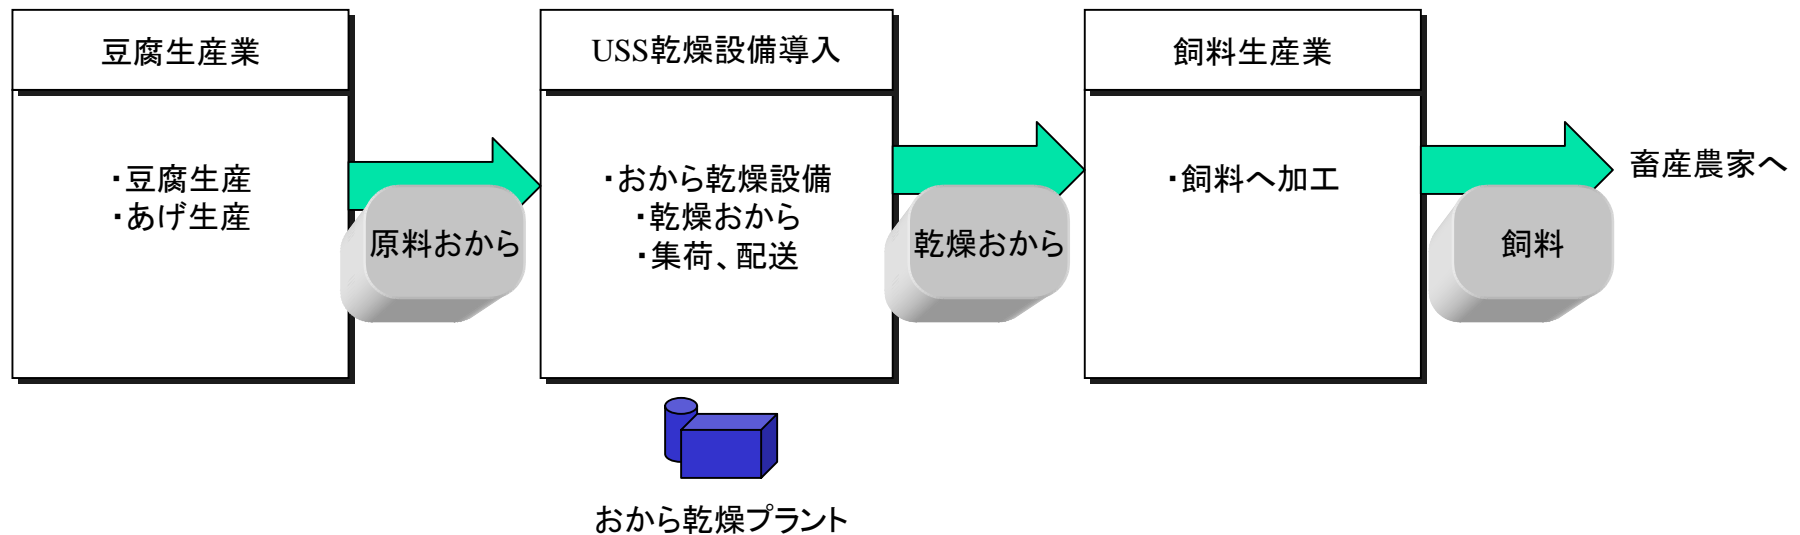 豆腐生産業
・豆腐生産
・あげ生産
原料おから
USS乾燥設備導入
・おから乾燥設備
・乾燥おから
・集荷、配送
乾燥おから
飼料生産業
・飼料へ加工
飼料
畜産農家へ
おから乾燥プラント